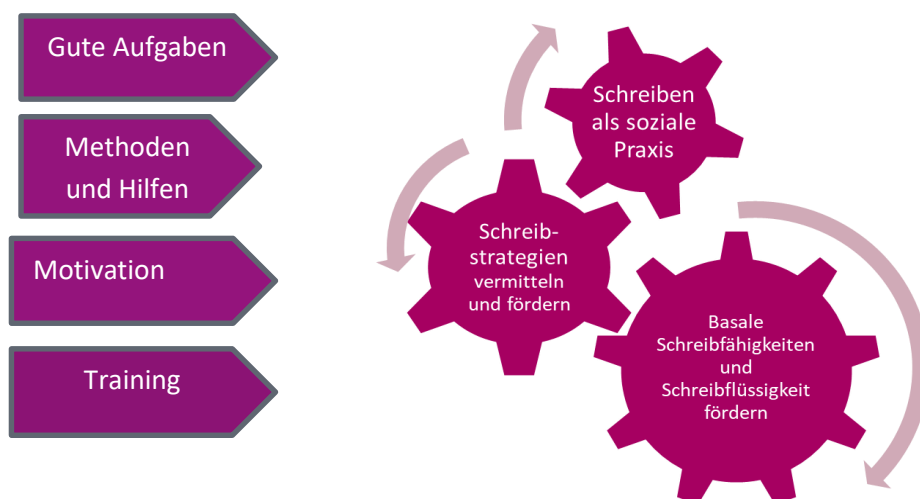 Gute Aufgaben
Methoden
und Hilfen
Motivation
Training
Schreiben
als soziale
Praxis
Schreib-
strategien
vermitteln
und fördern
Basale
Schreibfähigkeiten
und
Schreibflüssigkeit
fördern